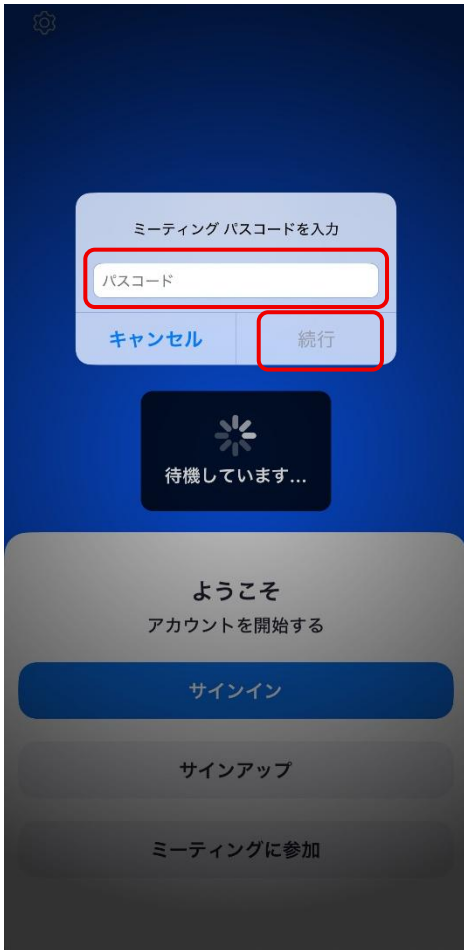 ミーティング パスコードを入力
パスコード
キャンセル
続行
待機しています...
ようこそ
アカウントを開始する
サインイン
サインアップ
ミーティングに参加